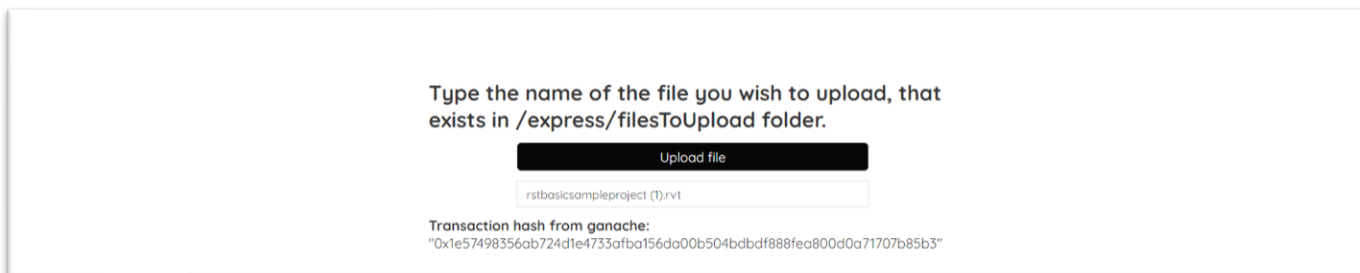 Type the name of the file you wish to upload, that
exists in /express/filesToUpload folder.
Upload file
rstbasicsampleproject (1).rvt
Transaction hash from ganache:
"0x1e57498356ab724d1e4733afba156da00b504bdbdf888fea800d0a71707b85b3"